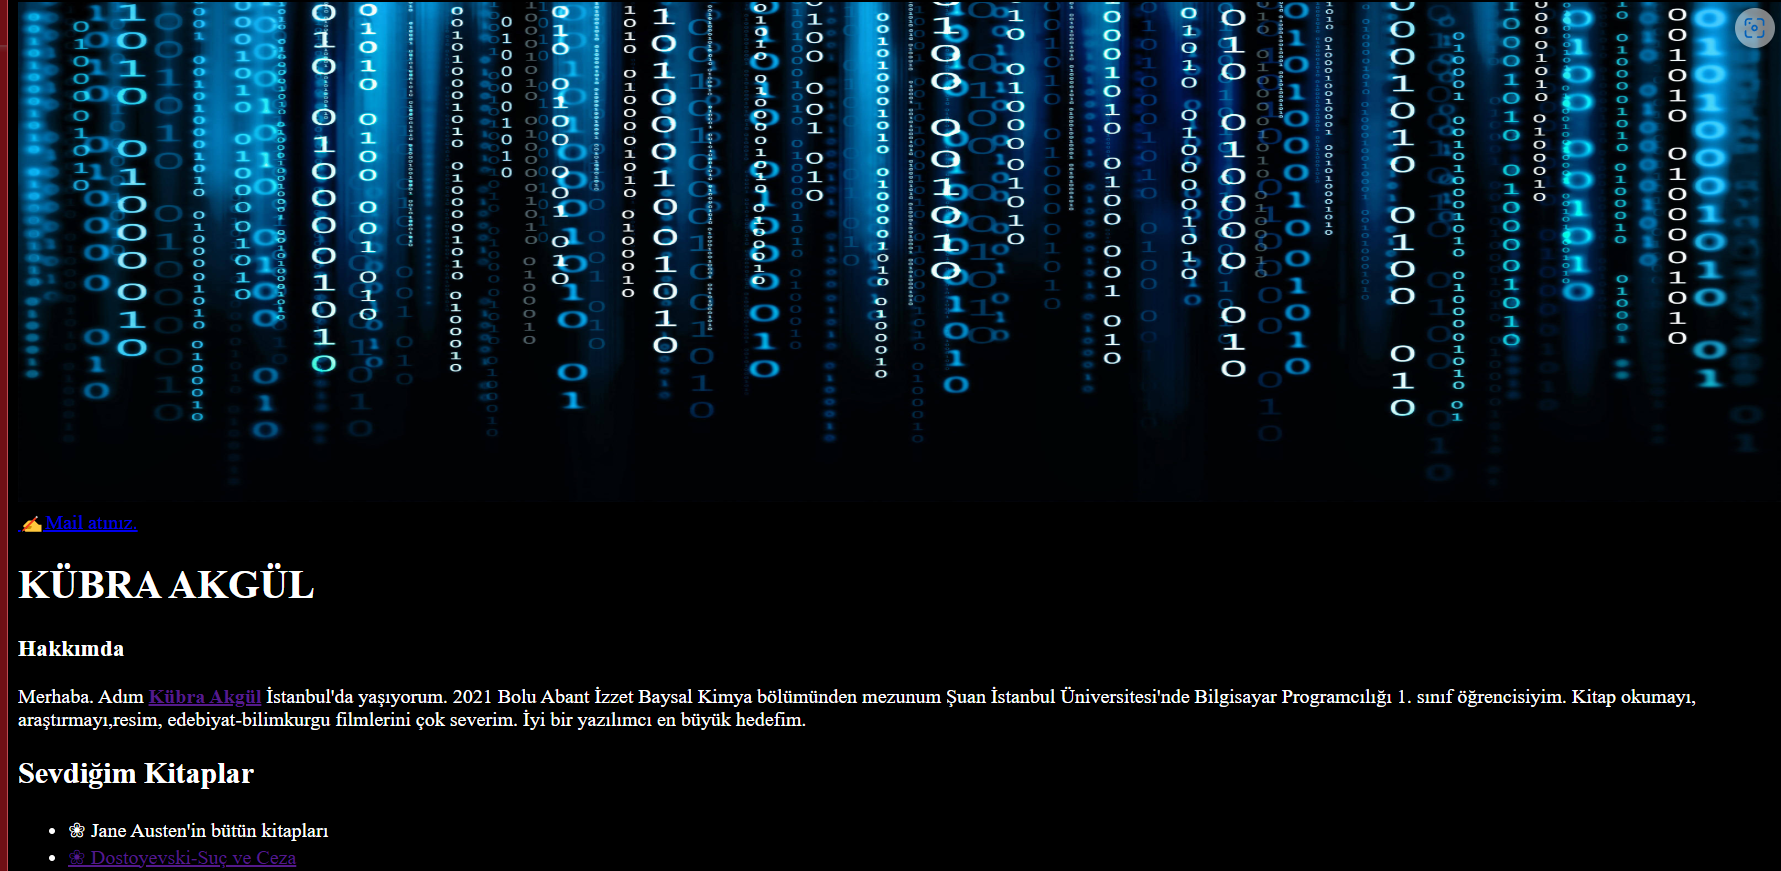 ✍Mail atınız.
KÜBRA AKGÜL
Hakkımda
Merhaba. Adım Kübra Akgül İstanbul'da yaşıyorum. 2021 Bolu Abant İzzet Baysal Kimya bölümünden mezunum Şuan İstanbul Üniversitesi'nde Bilgisayar Programcılığı 1. sınıf öğrencisiyim. Kitap okumayı,
araştırmayı,resim, edebiyat-bilimkurgu filmlerini çok severim. İyi bir yazılımcı en büyük hedefim.
Sevdiğim Kitaplar
• ❀ Jane Austen'in bütün kitapları
• ❀ Dostoyevski-Suç ve Ceza